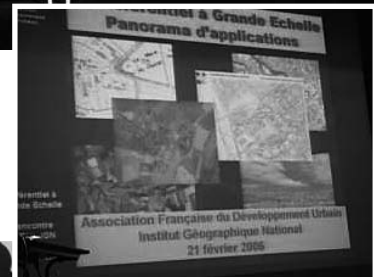 à Grande Echelle
Panorama d'applications
Association Française du Développement Urbain
Institut Géographique National
21 février 2006